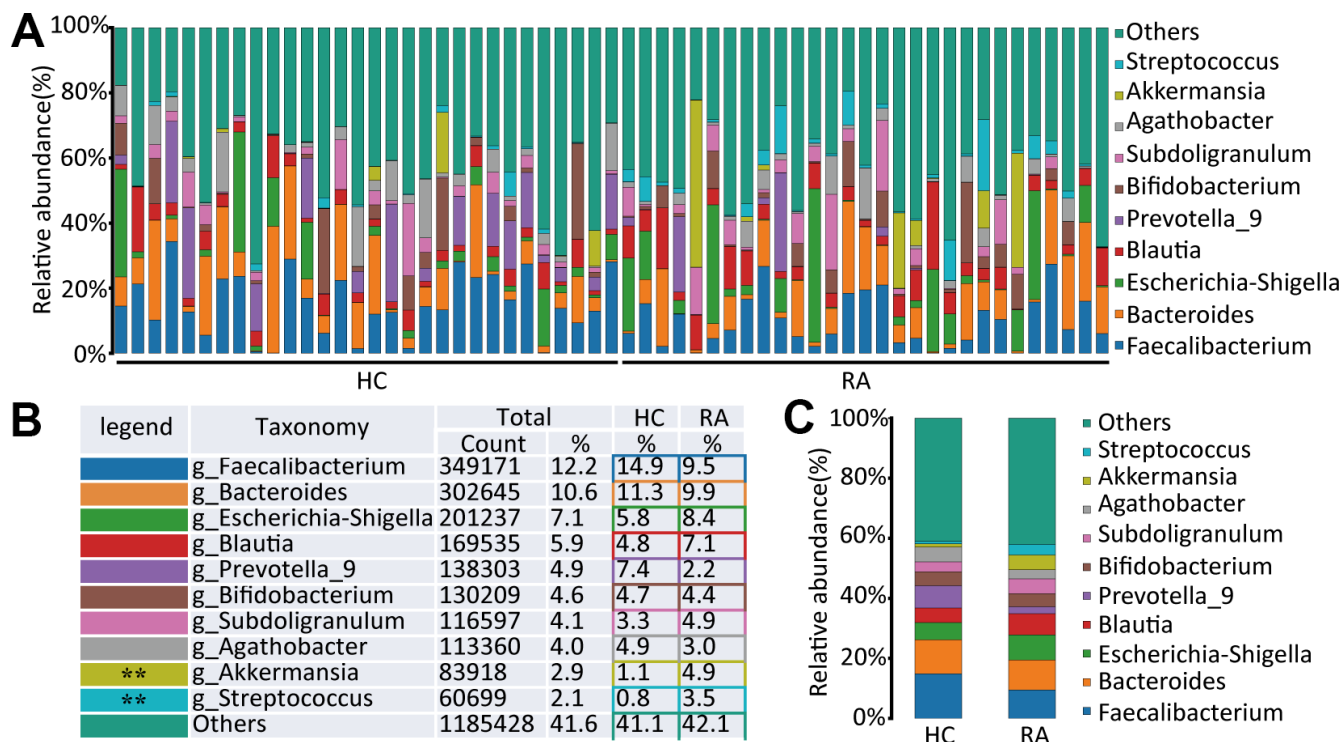 A
Relative abundance(%)
100%
80%
60%
40%
20%
0%
HC
RA
Others
Streptococcus
Akkermansia
Agathobacter
Subdoligranulum
Bifidobacterium
Prevotella_9
Blautia
Escherichia-Shigella
Bacteroides
Faecalibacterium
B
legend Taxonomy Total HC RA
Count % % %
g_Faecalibacterium 349171 12.2 14.9 9.5
g_Bacteroides 302645 10.6 11.3 9.9
g_Escherichia-Shigella 201237 7.1 5.8 8.4
g_Blautia 169535 5.9 4.8 7.1
g_Prevotella_9 138303 4.9 7.4 2.2
g_Bifidobacterium 130209 4.6 4.7 4.4
g_Subdoligranulum 116597 4.1 3.3 4.9
g_Agathobacter 113360 4.0 4.9 3.0
** g_Akkermansia 83918 2.9 1.1 4.9
** g_Streptococcus 60699 2.1 0.8 3.5
Others 1185428 41.6 41.1 42.1
C
Relative abundance(%)
100%
80%
60%
40%
20%
0%
HC
RA
Others
Streptococcus
Akkermansia
Agathobacter
Subdoligranulum
Bifidobacterium
Prevotella_9
Blautia
Escherichia-Shigella
Bacteroides
Faecalibacterium